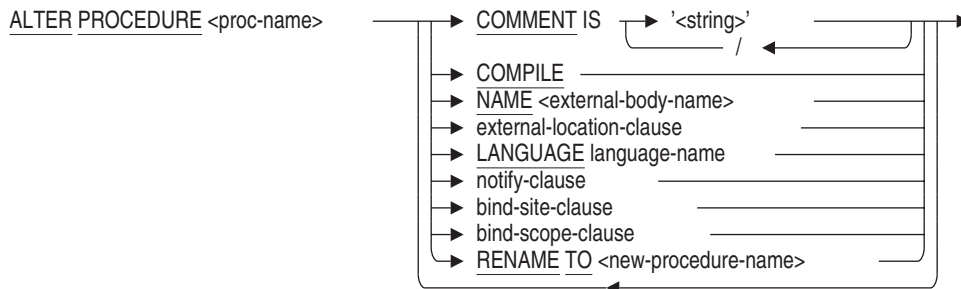 ALTER PROCEDURE <proc-name> COMMENT IS '<string>'
/
COMPILE
NAME <external-body-name>
external-location-clause
LANGUAGE language-name
notify-clause
bind-site-clause
bind-scope-clause
RENAME TO <new-procedure-name>